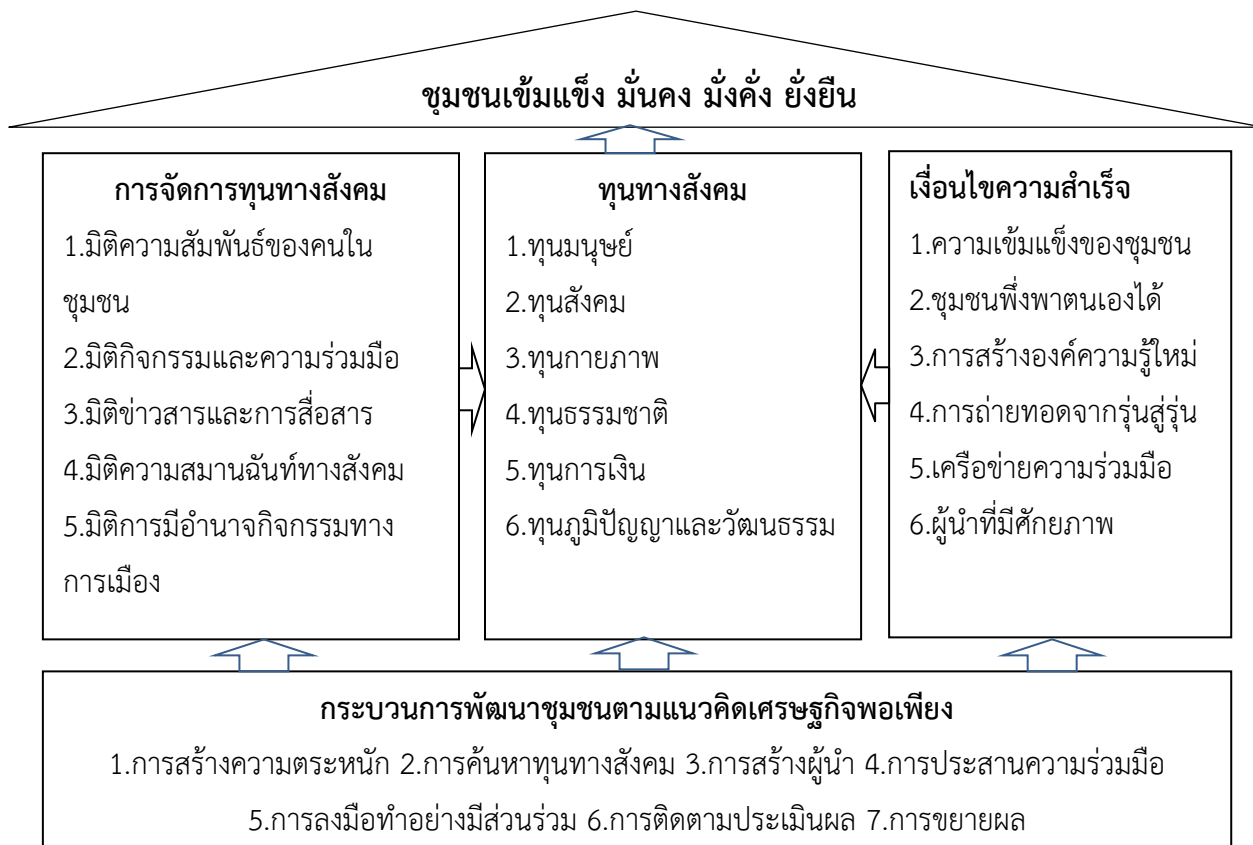 ชุมชนเข้มแข็ง มั่นคง มั่งคั่ง ยั่งยืน
การจัดการทุนทางสังคม
1.มิติความสัมพันธ์ของคนใน
ชุมชน
2.มิติกิจกรรมและความร่วมมือ
3.มิติข่าวสารและการสื่อสาร
4.มิติความสมานฉันท์ทางสังคม
5.มิติการมีอำนาจกิจกรรมทาง
การเมือง
ทุนทางสังคม
1.ทุนมนุษย์
2.ทุนสังคม
3.ทุนกายภาพ
4.ทุนธรรมชาติ
5.ทุนการเงิน
6.ทุนภูมิปัญญาและวัฒนธรรม
เงื่อนไขความสำเร็จ
1.ความเข้มแข็งของชุมชน
2.ชุมชนพึ่งพาตนเองได้
3.การสร้างองค์ความรู้ใหม่
4.การถ่ายทอดจากรุ่นสู่รุ่น
5.เครือข่ายความร่วมมือ
6.ผู้นำที่มีศักยภาพ
กระบวนการพัฒนาชุมชนตามแนวคิดเศรษฐกิจพอเพียง
1.การสร้างความตระหนัก 2.การค้นหาทุนทางสังคม 3.การสร้างผู้นำ 4.การประสานความร่วมมือ
5.การลงมือทำอย่างมีส่วนร่วม 6.การติดตามประเมินผล 7.การขยายผล